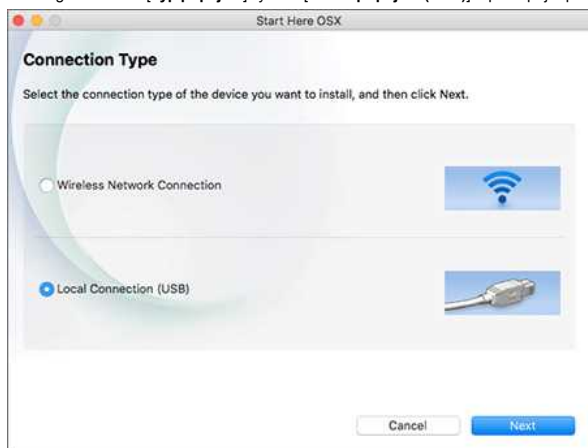 Start Here OSX
Connection Type
Select the connection type of the device you want to install, and then click Next.
Wireless Network Connection
Local Connection (USB)
Cancel
Next